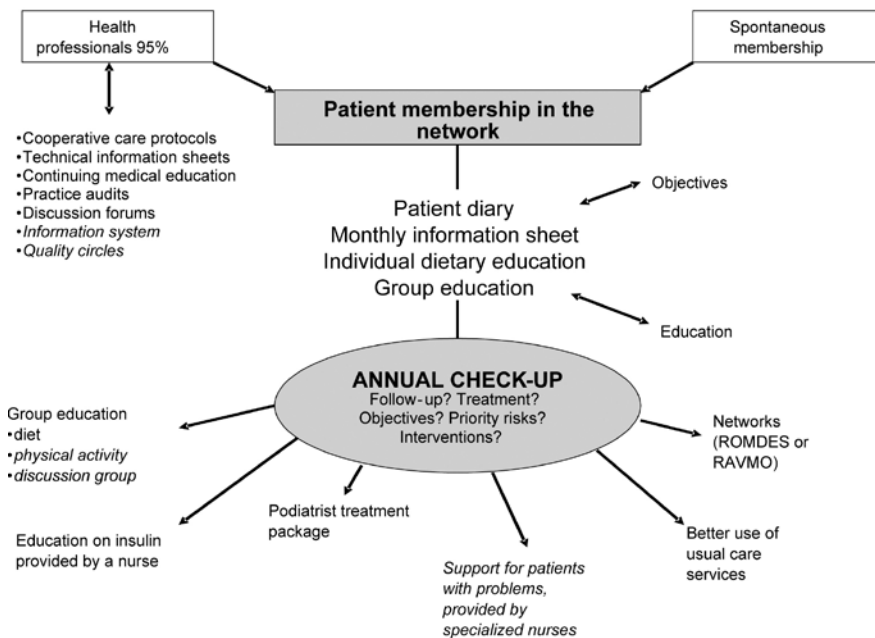 Health
professionals 95%
Spontaneous
membership
Patient membership in the
network
•Cooperative care protocols
•Technical information sheets
•Continuing medical education
•Practice audits
•Discussion forums
•Information system
•Quality circles
Objectives
Patient diary
Monthly information sheet
Individual dietary education
Group education
Education
ANNUAL CHECK-UP
Follow-up? Treatment?
Objectives? Priority risks?
Interventions?
Group education
•diet
•physical activity
•discussion group
Networks
(ROMDES or
RAVMO)
Education on insulin
provided by a nurse
Podiatrist treatment
package
Support for patients
with problems,
provided by
specialized nurses
Better use of
usual care
services